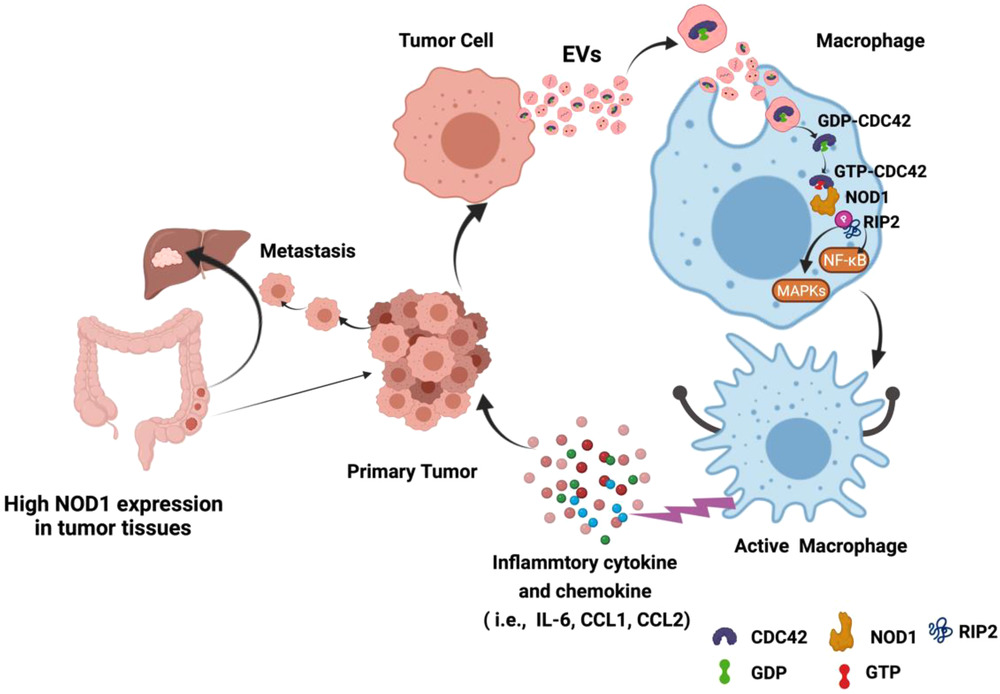 Tumor Cell
EVs
Macrophage
GDP-CDC42
GTP-CDC42
NOD1
P
RIP2
NF-κB
MAPKs
Metastasis
Primary Tumor
High NOD1 expression
in tumor tissues
Inflammtory cytokine
and chemokine
( i.e., IL-6, CCL1, CCL2)
Active Macrophage
CDC42
NOD1
RIP2
GDP
GTP